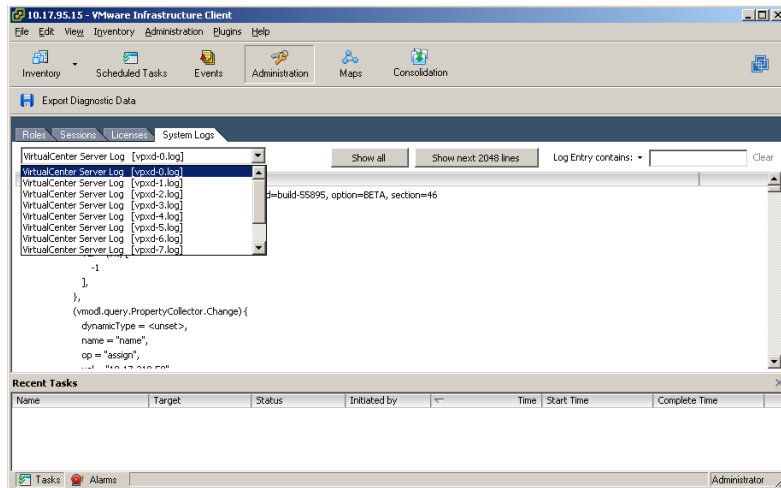 10.17.95.15 - VMware Infrastructure Client
File Edit View Inventory Administration Plugins Help
Inventory Scheduled Tasks Events Administration Maps Consolidation
Export Diagnostic Data
Roles Sessions Licenses System Logs
VirtualCenter Server Log [vpxd-0.log] Show all Show next 2048 lines Log Entry contains: Clear
VirtualCenter Server Log [vpxd-0.log]
VirtualCenter Server Log [vpxd-1.log]
VirtualCenter Server Log [vpxd-2.log] d=build-55895, option=BETA, section=46
VirtualCenter Server Log [vpxd-3.log]
VirtualCenter Server Log [vpxd-4.log]
VirtualCenter Server Log [vpxd-5.log]
VirtualCenter Server Log [vpxd-6.log]
VirtualCenter Server Log [vpxd-7.log]
-1
],
},
(vmodl.query.PropertyCollector.Change) {
dynamicType = <unset>,
name = "name",
op = "assign",
Recent Tasks
Name Target Status Initiated by Time Start Time Complete Time
Tasks Alarms Administrator